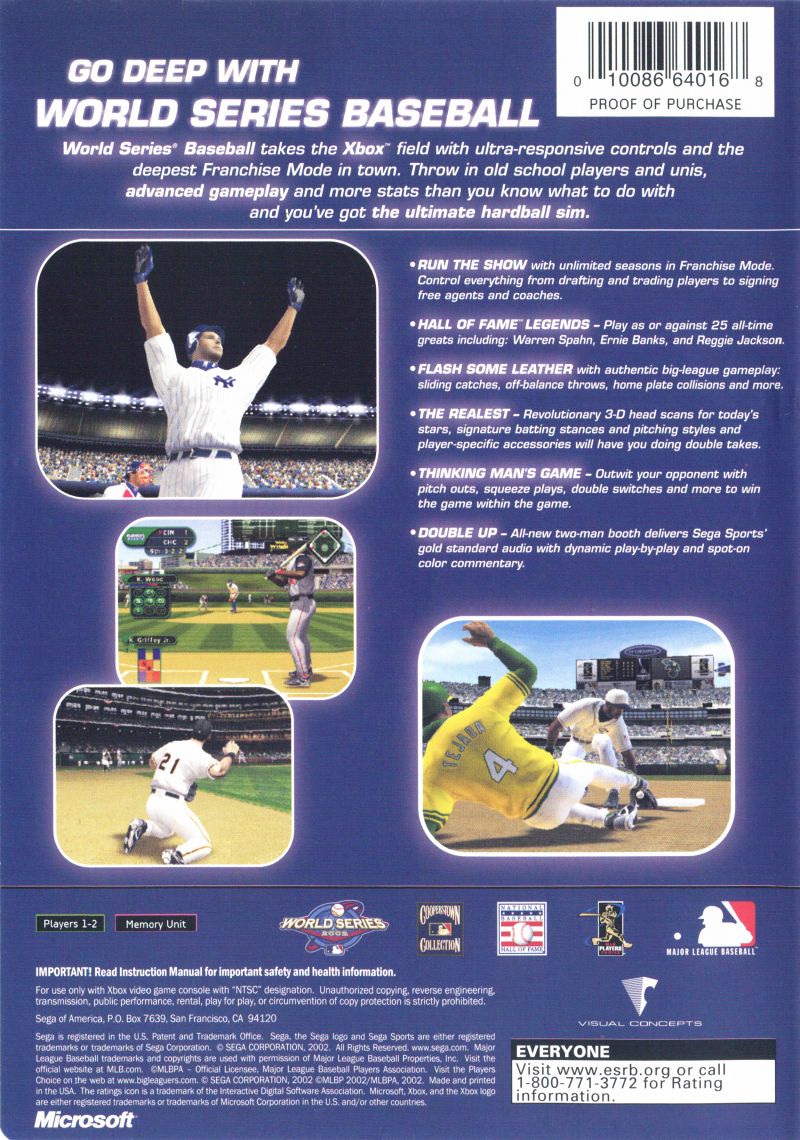 GO DEEP WITH
WORLD SERIES BASEBALL
0 10086 64016 8
PROOF OF PURCHASE
World Series® Baseball takes the Xbox™ field with ultra-responsive controls and the
deepest Franchise Mode in town. Throw in old school players and unis,
advanced gameplay and more stats than you know what to do with
and you've got the ultimate hardball sim.
• RUN THE SHOW with unlimited seasons in Franchise Mode.
Control everything from drafting and trading players to signing
free agents and coaches.
• HALL OF FAME™ LEGENDS – Play as or against 25 all-time
greats including: Warren Spahn, Ernie Banks, and Reggie Jackson.
• FLASH SOME LEATHER with authentic big-league gameplay:
sliding catches, off-balance throws, home plate collisions and more.
• THE REALEST – Revolutionary 3-D head scans for today's
stars, signature batting stances and pitching styles and
player-specific accessories will have you doing double takes.
• THINKING MAN'S GAME – Outwit your opponent with
pitch outs, squeeze plays, double switches and more to win
the game within the game.
• DOUBLE UP – All-new two-man booth delivers Sega Sports'
gold standard audio with dynamic play-by-play and spot-on
color commentary.
CIN 1
CHC 2
K. Wood
K. Griffey Jr.
21
TEJADA
4
Players 1-2
Memory Unit
WORLD SERIES
2002
COOPERSTOWN
COLLECTION
NATIONAL
BASEBALL
HALL OF FAME
PLAYERS
MAJOR LEAGUE BASEBALL
IMPORTANT! Read Instruction Manual for important safety and health information.
For use only with Xbox video game console with "NTSC" designation. Unauthorized copying, reverse engineering,
transmission, public performance, rental, play for play, or circumvention of copy protection is strictly prohibited.
Sega of America, P.O. Box 7639, San Francisco, CA 94120
VISUAL CONCEPTS
Sega is registered in the U.S. Patent and Trademark Office. Sega, the Sega logo and Sega Sports are either registered
trademarks or trademarks of Sega Corporation. © SEGA CORPORATION, 2002. All Rights Reserved. www.sega.com. Major
League Baseball trademarks and copyrights are used with permission of Major League Baseball Properties, Inc. Visit the
official website at MLB.com. ©MLBPA – Official Licensee, Major League Baseball Players Association. Visit the Players
Choice on the web at www.bigleaguers.com. © SEGA CORPORATION, 2002 ©MLBP 2002/MLBPA, 2002. Made and printed
in the USA. The ratings icon is a trademark of the Interactive Digital Software Association. Microsoft, Xbox, and the Xbox logo
are either registered trademarks or trademarks of Microsoft Corporation in the U.S. and/or other countries.
EVERYONE
Visit www.esrb.org or call
1-800-771-3772 for Rating
information.
Microsoft